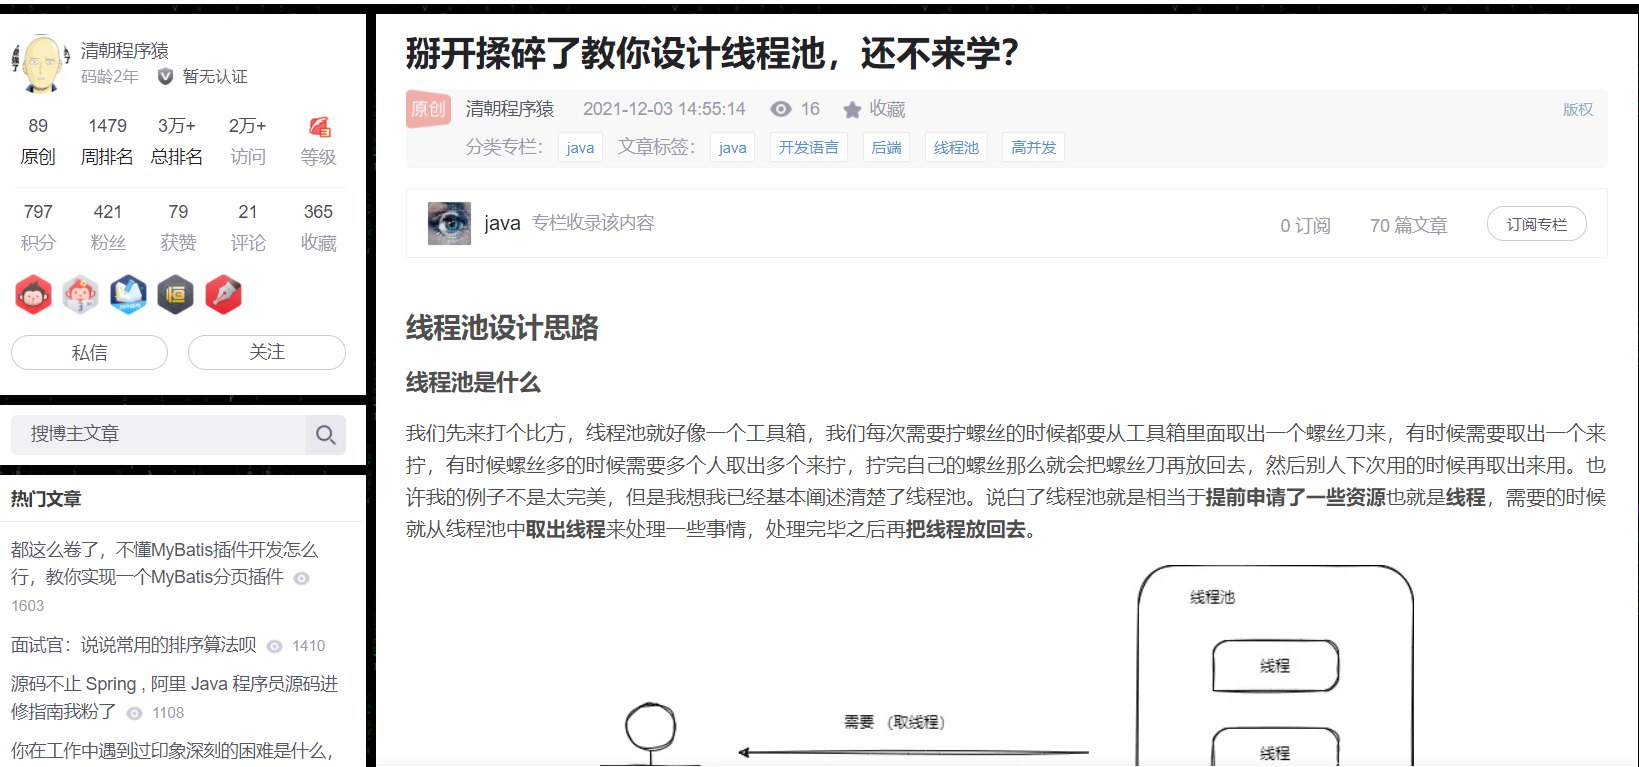 清朝程序猿
码龄2年 暂无认证
89 1479 3万+ 2万+
原创 周排名 总排名 访问 等级
797 421 79 21 365
积分 粉丝 获赞 评论 收藏
私信 关注
搜博主文章
热门文章
都这么卷了，不懂MyBatis插件开发怎么
行，教你实现一个MyBatis分页插件
1603
面试官：说说常用的排序算法呗 1410
源码不止 Spring , 阿里 Java 程序员源码进
修指南我粉了 1108
你在工作中遇到过印象深刻的困难是什么，
掰开揉碎了教你设计线程池，还不来学？
原创 清朝程序猿 2021-12-03 14:55:14 16 收藏 版权
分类专栏： java 文章标签： java 开发语言 后端 线程池 高并发
java 专栏收录该内容 0 订阅 70 篇文章 订阅专栏
线程池设计思路
线程池是什么
我们先来打个比方，线程池就好像一个工具箱，我们每次需要拧螺丝的时候都要从工具箱里面取出一个螺丝刀来，有时候需要取出一个来
拧，有时候螺丝多的时候需要多个人取出多个来拧，拧完自己的螺丝那么就会把螺丝刀再放回去，然后别人下次用的时候再取出来用。也
许我的例子不是太完美，但是我想我已经基本阐述清楚了线程池。说白了线程池就是相当于提前申请了一些资源也就是线程，需要的时候
就从线程池中取出线程来处理一些事情，处理完毕之后再把线程放回去。
线程池
线程
需要 （取线程）
线程